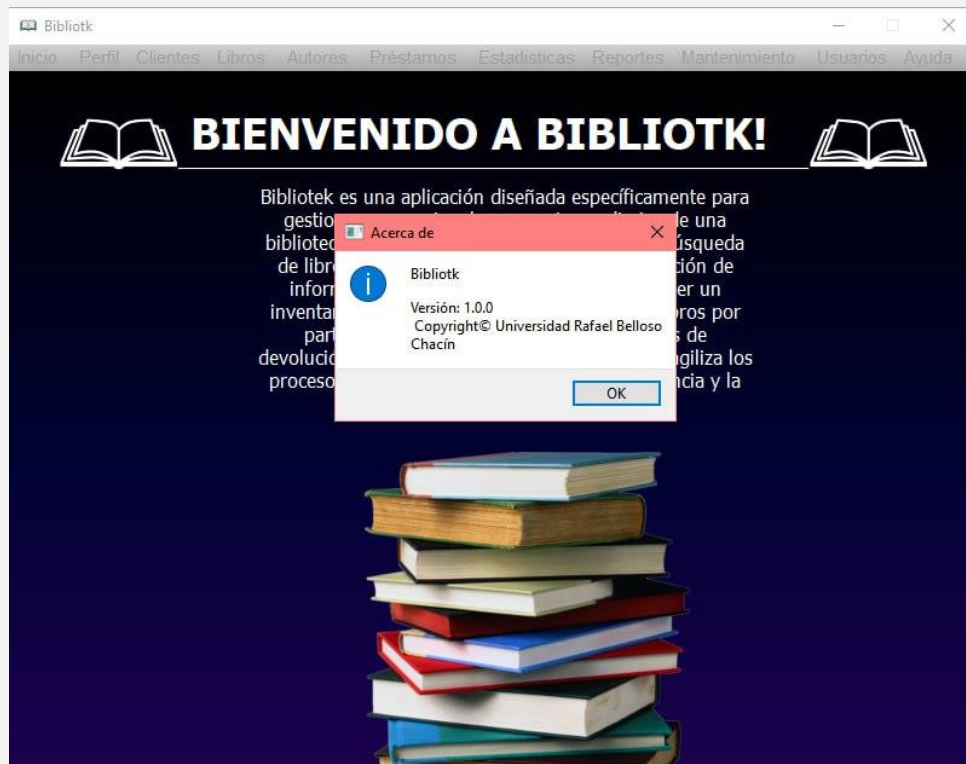 Bibliotk
Inicio Perfil Clientes Libros Autores Préstamos Estadisticas Reportes Mantenimiento Usuarios Ayuda
BIENVENIDO A BIBLIOTK!
Bibliotek es una aplicación diseñada específicamente para
gestio de una
bibliotec úsqueda
de libr ción de
infor er un
inventa ros por
part s de
devolucio agiliza los
proceso ncia y la
Acerca de
Bibliotk
Versión: 1.0.0
Copyright© Universidad Rafael Belloso
Chacín
OK